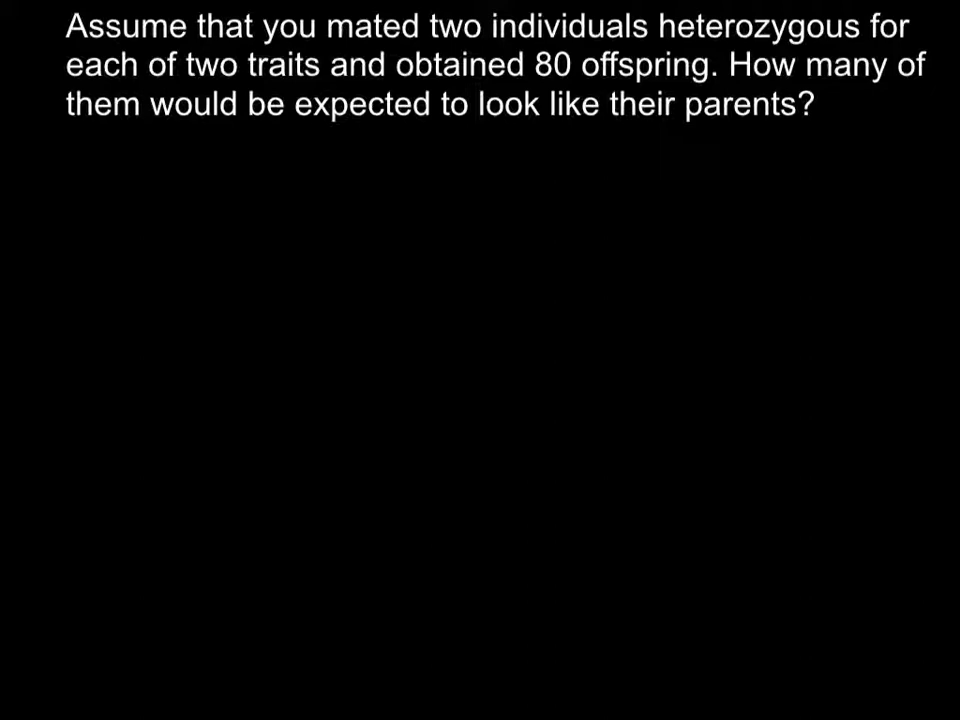 Assume that you mated two individuals heterozygous for
each of two traits and obtained 80 offspring. How many of
them would be expected to look like their parents?